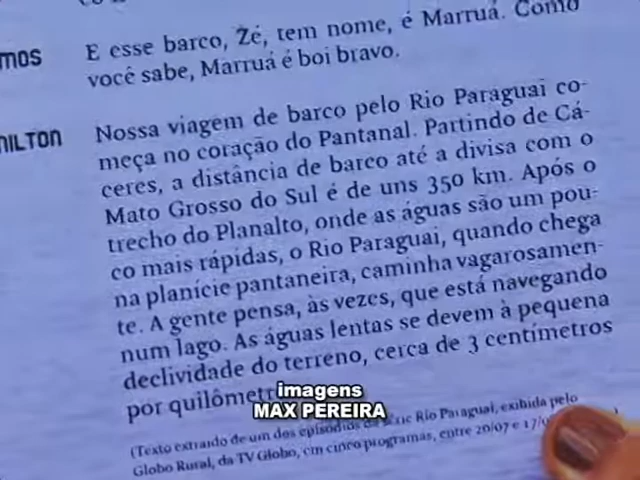 E esse barco, Zé, tem nome, é Marruá. Como
você sabe, Marruá é boi bravo.
Nossa viagem de barco pelo Rio Paraguai co-
meça no coração do Pantanal. Partindo de Cá-
ceres, a distância de barco até a divisa com o
Mato Grosso do Sul é de uns 350 km. Após o
trecho do Planalto, onde as águas são um pou-
co mais rápidas, o Rio Paraguai, quando chega
na planície pantaneira, caminha vagarosamen-
te. A gente pensa, às vezes, que está navegando
num lago. As águas lentas se devem à pequena
declividade do terreno, cerca de 3 centímetros
por quilômetr
imagens
MAX PEREIRA
(Texto extraído de um dos episódios da série Rio Paraguai, exibida pelo
Globo Rural, da TV Globo, em cinco programas, entre 20/07 e 17/0